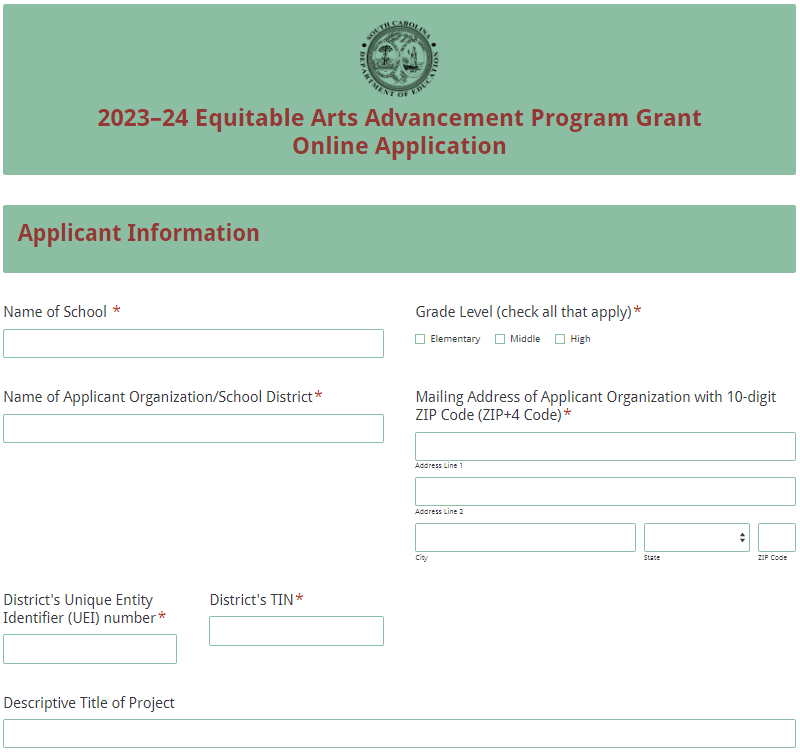 SOUTH CAROLINA
DEPARTMENT OF EDUCATION
2023–24 Equitable Arts Advancement Program Grant
Online Application
Applicant Information
Name of School *
Grade Level (check all that apply)*
Elementary Middle High
Name of Applicant Organization/School District*
Mailing Address of Applicant Organization with 10-digit
ZIP Code (ZIP+4 Code)*
Address Line 1
Address Line 2
City State ZIP Code
District's Unique Entity
Identifier (UEI) number*
District's TIN*
Descriptive Title of Project